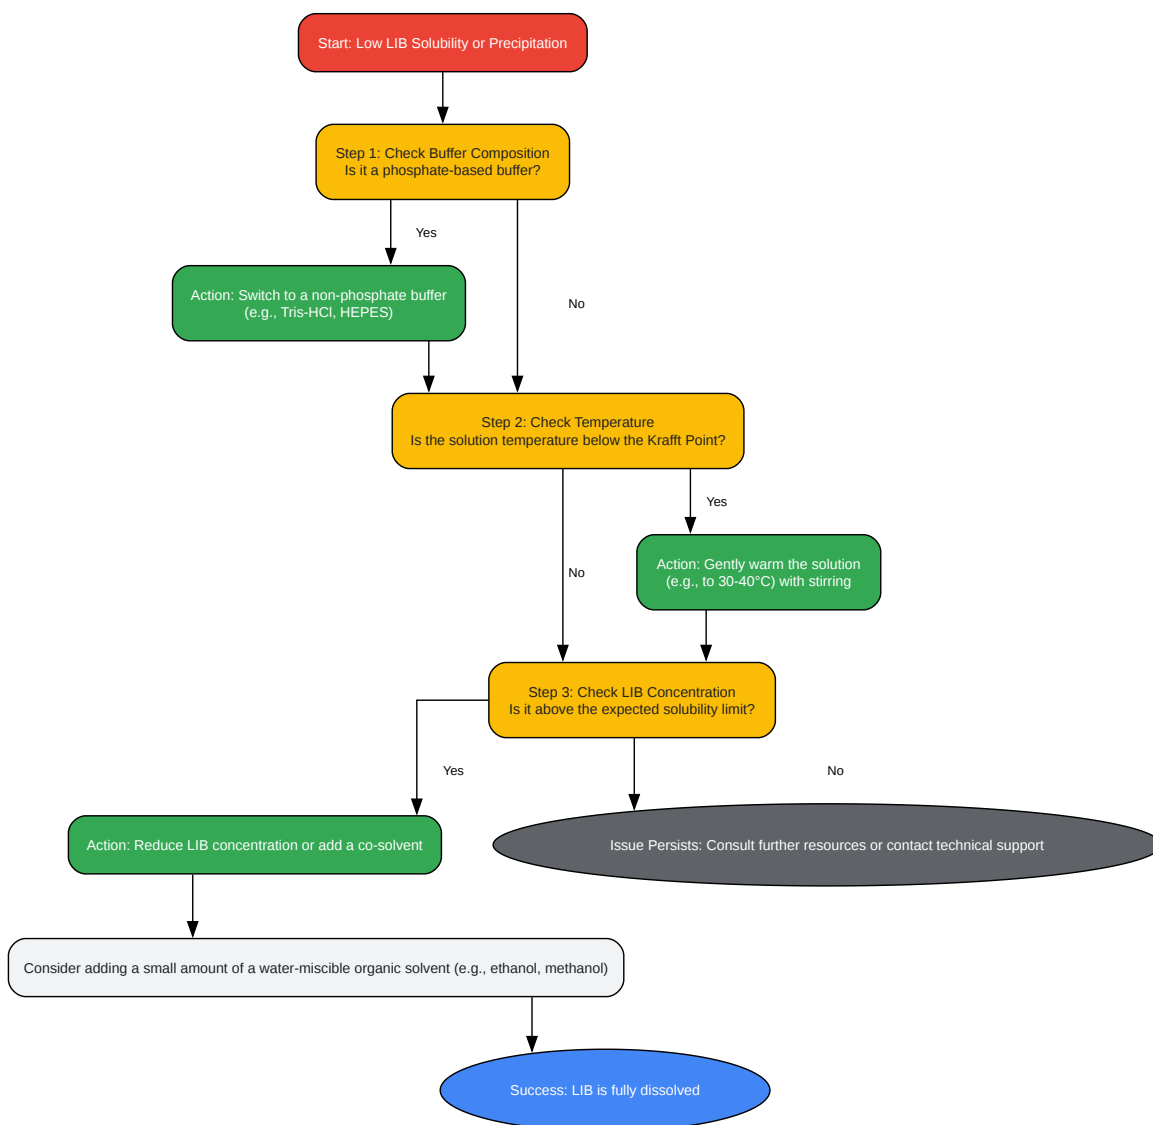 Start: Low LIB Solubility or Precipitation
Step 1: Check Buffer Composition
Is it a phosphate-based buffer?
Yes
Action: Switch to a non-phosphate buffer
(e.g., Tris-HCl, HEPES)
No
Step 2: Check Temperature
Is the solution temperature below the Krafft Point?
Yes
Action: Gently warm the solution
(e.g., to 30-40°C) with stirring
No
Step 3: Check LIB Concentration
Is it above the expected solubility limit?
Yes
No
Action: Reduce LIB concentration or add a co-solvent
Issue Persists: Consult further resources or contact technical support
Consider adding a small amount of a water-miscible organic solvent (e.g., ethanol, methanol)
Success: LIB is fully dissolved